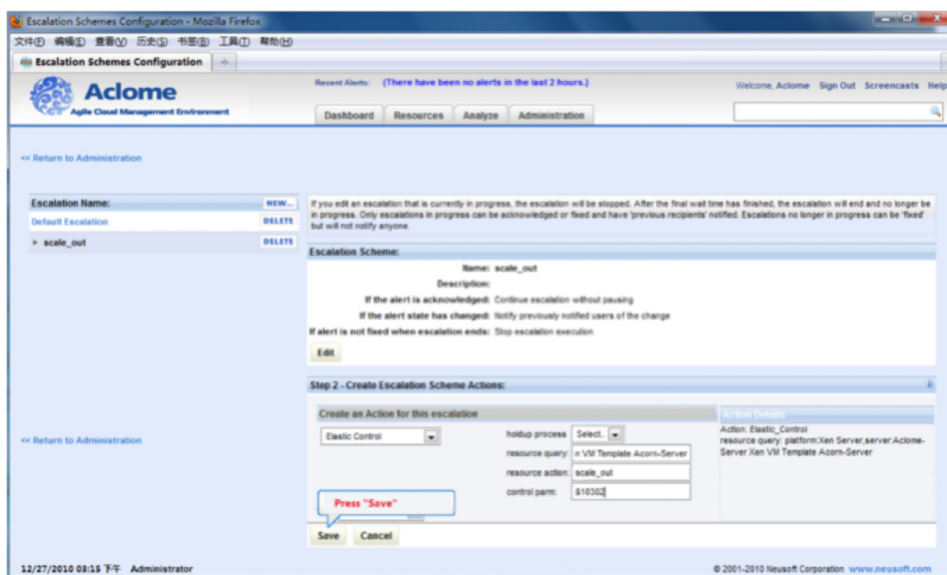 Escalation Schemes Configuration - Mozilla Firefox
文件(F) 编辑(E) 查看(V) 历史(S) 书签(B) 工具(T) 帮助(H)
Escalation Schemes Configuration
Aclome
Agile Cloud Management Environment
Recent Alerts: (There have been no alerts in the last 2 hours.)
Welcome, Aclome Sign Out Screencasts Help
Dashboard Resources Analyze Administration
<< Return to Administration
Escalation Name: NEW...
Default Escalation DELETE
scale_out DELETE
If you edit an escalation that is currently in progress, the escalation will be stopped. After the final wait time has finished, the escalation will end and no longer be
in progress. Only escalations in progress can be acknowledged or fixed and have 'previous recipients' notified. Escalations no longer in progress can be 'fixed'
but will not notify anyone.
Escalation Scheme:
Name: scale_out
Description:
If the alert is acknowledged: Continue escalation without pausing
If the alert state has changed: Notify previously notified users of the change
If alert is not fixed when escalation ends: Stop escalation execution
Edit
Step 2 - Create Escalation Scheme Actions:
Create an Action for this escalation
Elastic Control
holdup process Select..
resource query: n VM Template Acorn-Server
resource action: scale_out
control parm: &10302
Action Details
Action: Elastic_Control
resource query: platform:Xen Server,server:Aclome-
Server Xen VM Template Acorn-Server
<< Return to Administration
Press "Save"
Save Cancel
12/27/2010 03:15 下午 Administrator
© 2001-2010 Neusoft Corporation www.neusoft.com